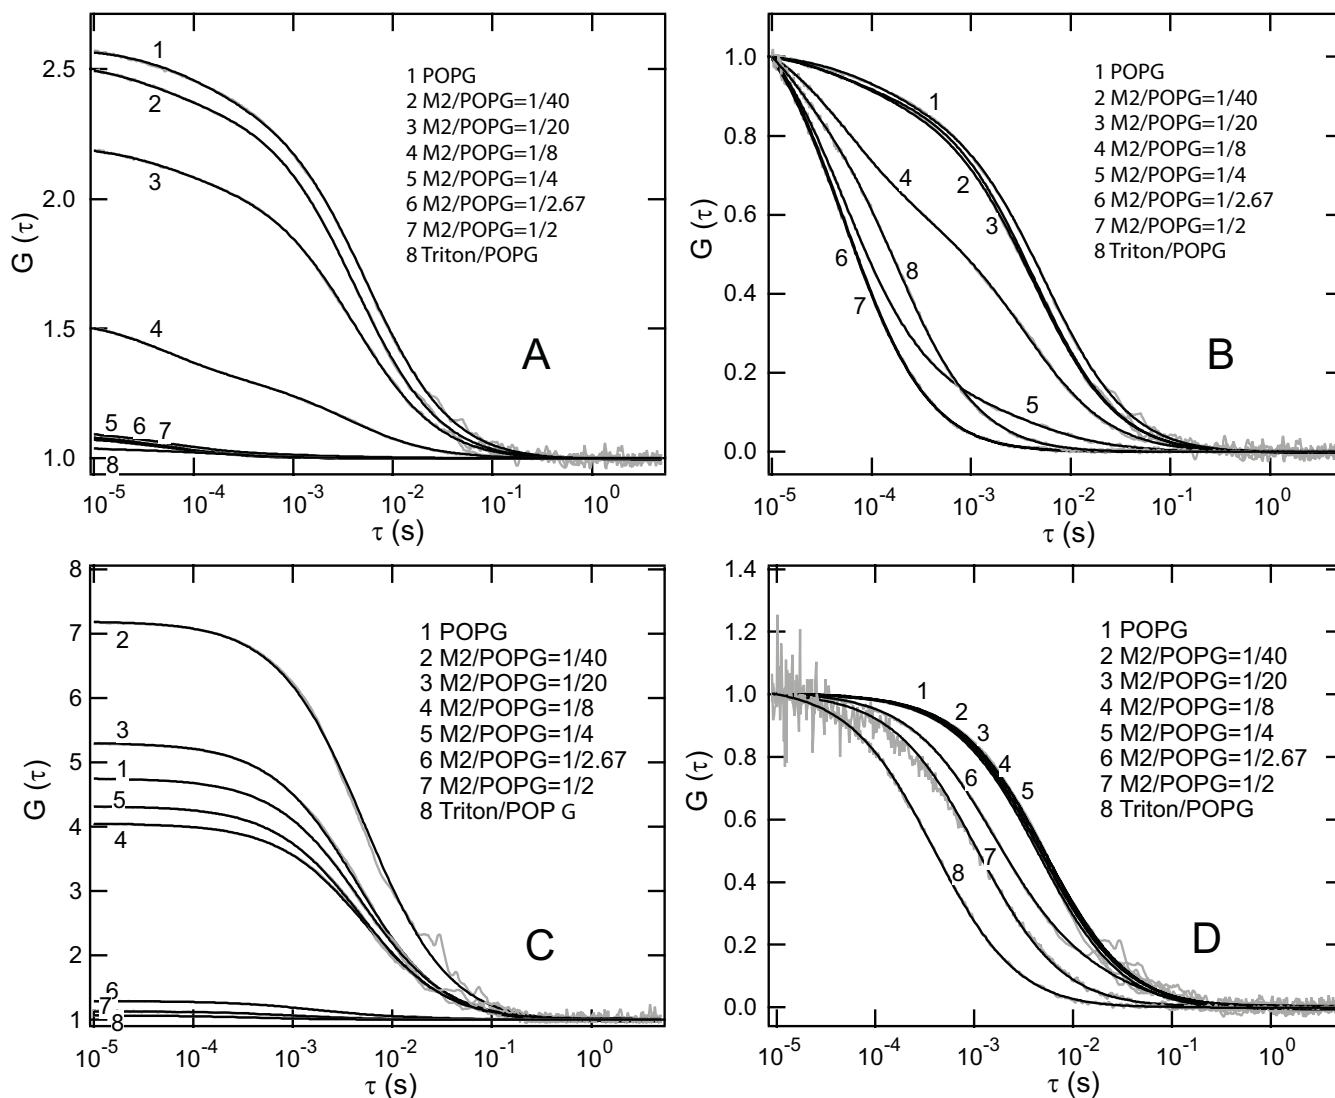 2.5
2.0
1.5
1.0
G (τ)
1
2
3
4
5 6 7
8
1 POPG
2 M2/POPG=1/40
3 M2/POPG=1/20
4 M2/POPG=1/8
5 M2/POPG=1/4
6 M2/POPG=1/2.67
7 M2/POPG=1/2
8 Triton/POPG
A
10-5 10-4 10-3 10-2 10-1 100
τ (s)
1.0
0.8
0.6
0.4
0.2
0.0
G (τ)
1
2
3
4
8
6
7
5
1 POPG
2 M2/POPG=1/40
3 M2/POPG=1/20
4 M2/POPG=1/8
5 M2/POPG=1/4
6 M2/POPG=1/2.67
7 M2/POPG=1/2
8 Triton/POPG
B
10-5 10-4 10-3 10-2 10-1 100
τ (s)
8
7
6
5
4
3
2
1
G (τ)
2
3
1
5
4
6
7
8
1 POPG
2 M2/POPG=1/40
3 M2/POPG=1/20
4 M2/POPG=1/8
5 M2/POPG=1/4
6 M2/POPG=1/2.67
7 M2/POPG=1/2
8 Triton/POP G
C
10-5 10-4 10-3 10-2 10-1 100
τ (s)
1.4
1.2
1.0
0.8
0.6
0.4
0.2
0.0
G (τ)
1
2
3
4
5
6
7
8
1 POPG
2 M2/POPG=1/40
3 M2/POPG=1/20
4 M2/POPG=1/8
5 M2/POPG=1/4
6 M2/POPG=1/2.67
7 M2/POPG=1/2
8 Triton/POPG
D
10-5 10-4 10-3 10-2 10-1 100
τ (s)